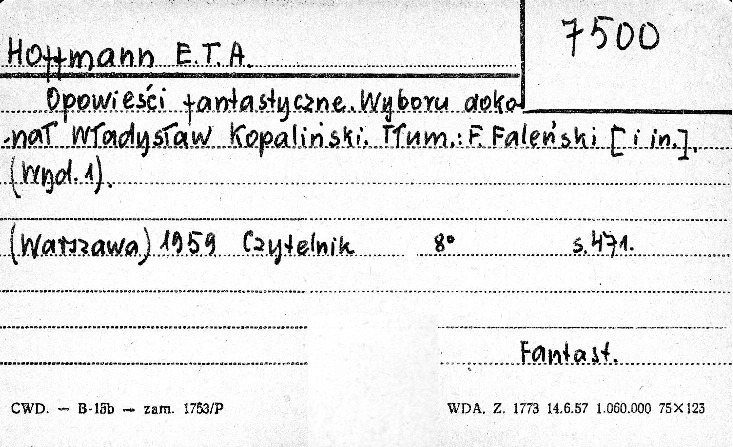 7500
Hoffmann E.T.A.
Opowieści fantastyczne. Wyboru doko-
nał Władysław Kopaliński. Tłum.: F. Faleński [i in.].
(Wyd. 1).
(Warszawa) 1959 Czytelnik 8° s. 471.
Fantast.
CWD. — B-15b — zam. 1753/P WDA. Z. 1773 14.6.57 1.060.000 75×123